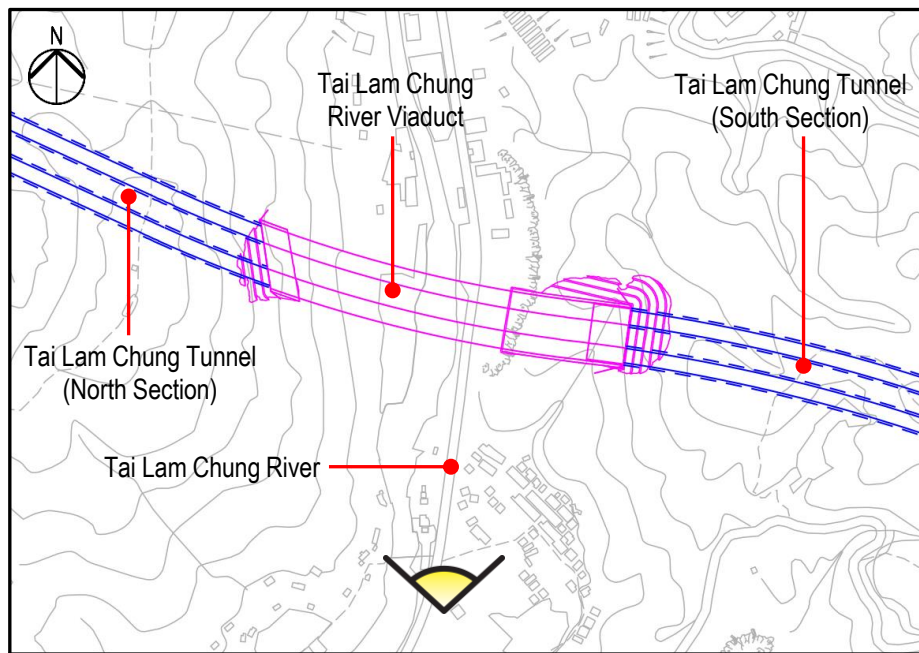 N
Tai Lam Chung
River Viaduct
Tai Lam Chung Tunnel
(South Section)
Tai Lam Chung Tunnel
(North Section)
Tai Lam Chung River